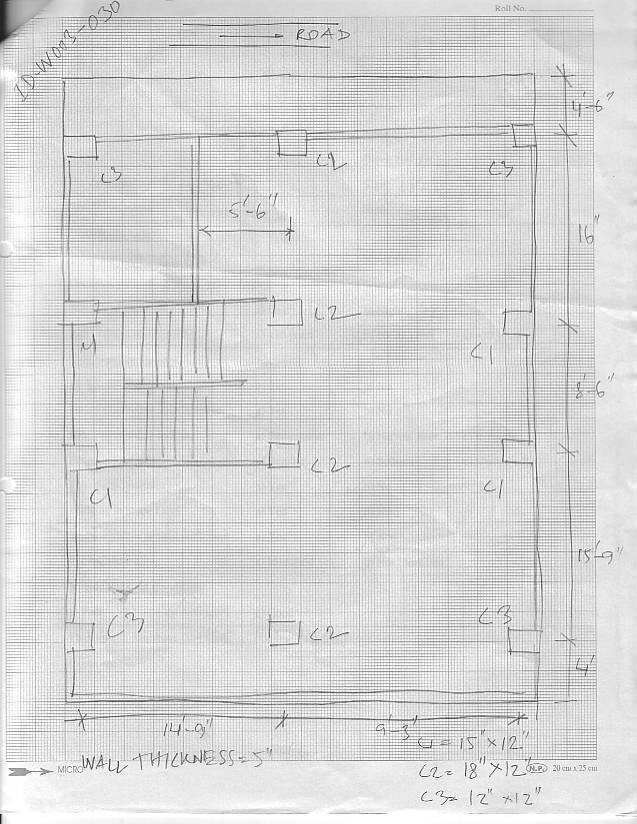 Roll No.
ID-W003-030
ROAD
4'-6"
C3
C2
C3
5'-6"
16"
C2
C1
8'-6"
C1
C2
C1
15'-9"
C3
C2
C3
4'
14'-9"
9'-3"
C1 = 15" X 12"
WALL THICKNESS = 5"
MICRO
C2 = 18" X 12"
N.P.
20 cm x 25 cm
C3 = 12" X 12"